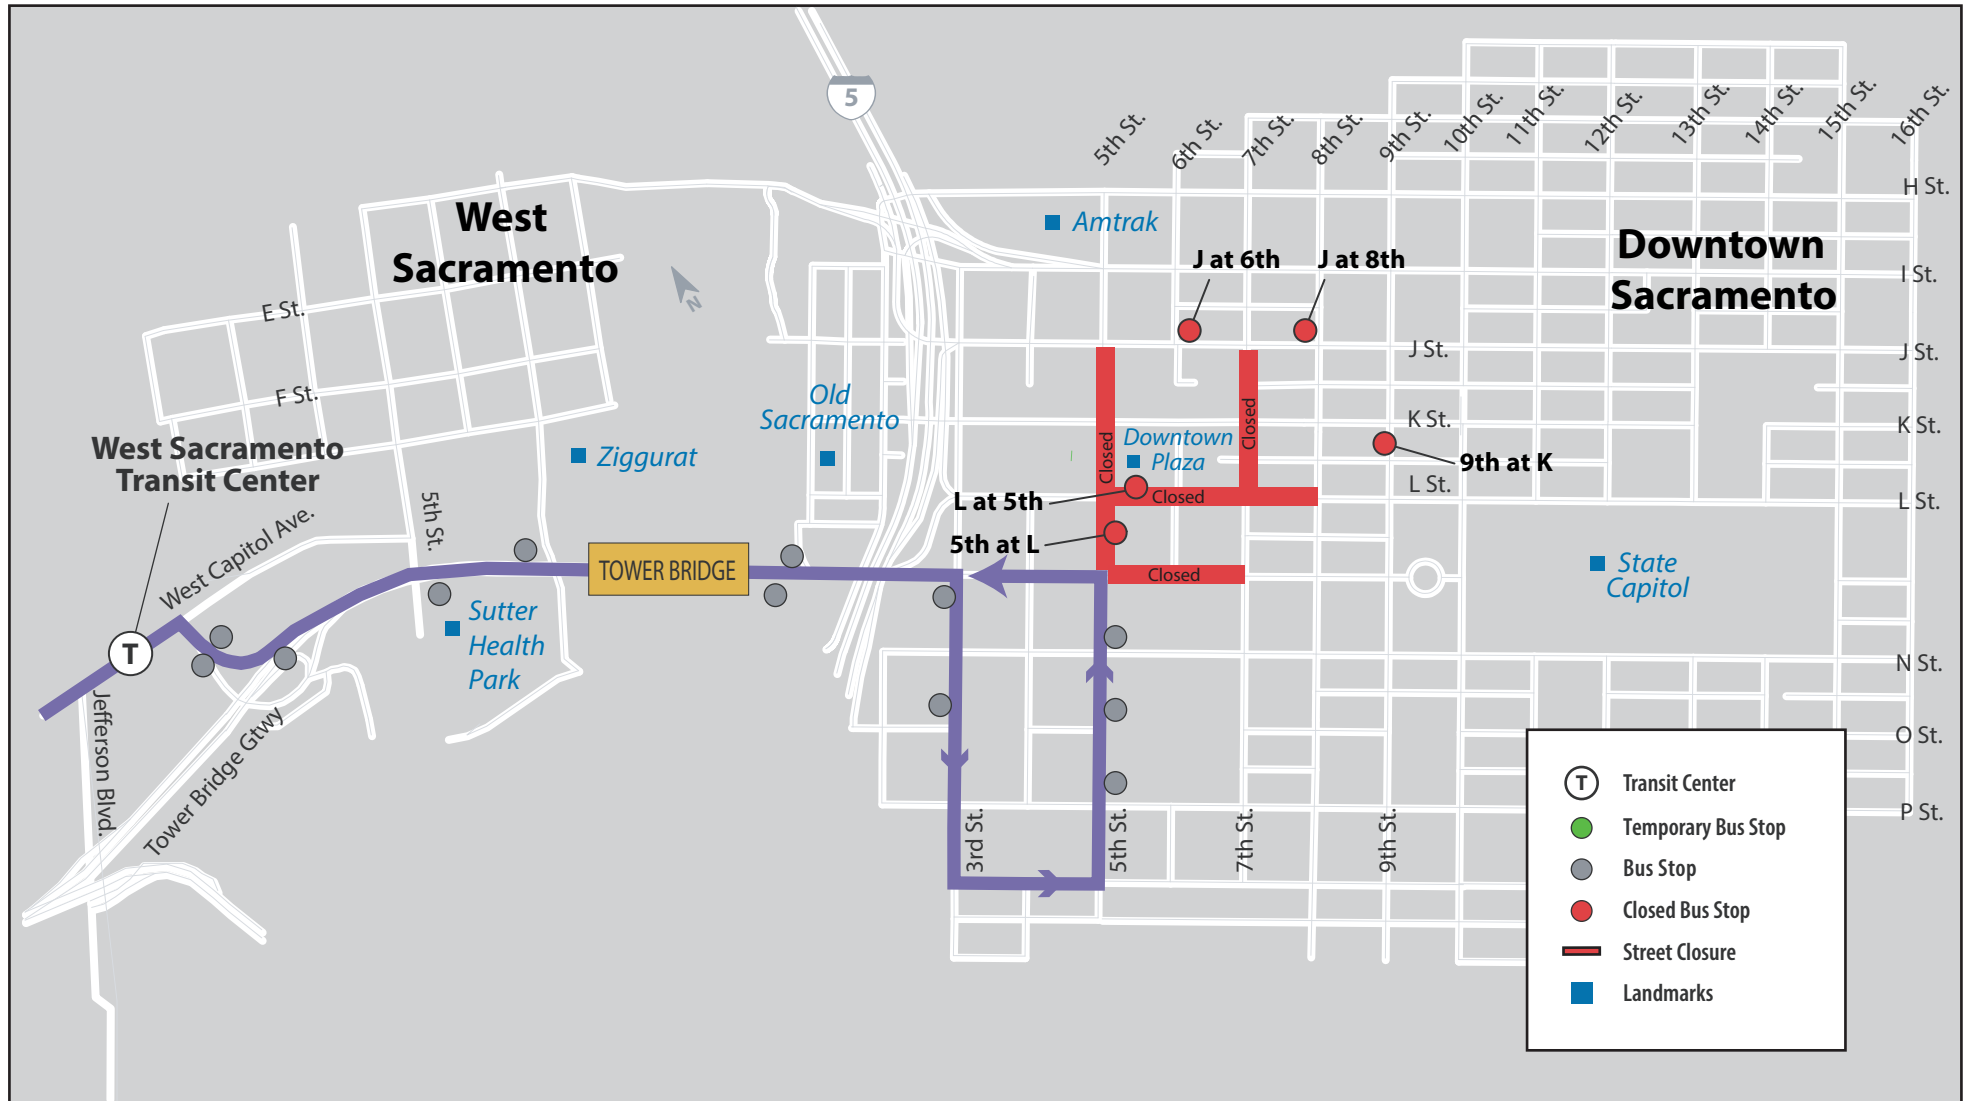 5
5th St.
6th St.
7th St.
8th St.
9th St.
10th St.
11th St.
12th St.
13th St.
14th St.
15th St.
16th St.
H St.
West
Sacramento
Amtrak
Downtown
Sacramento
J at 6th
J at 8th
I St.
N
E St.
J St.
J St.
F St.
Old
Sacramento
Closed
Closed
Downtown
Plaza
K St.
K St.
West Sacramento
Transit Center
Ziggurat
9th at K
L St.
L St.
L at 5th
Closed
5th St.
West Capitol Ave.
5th at L
TOWER BRIDGE
Closed
State
Capitol
Sutter
Health
Park
T
N St.
Jefferson Blvd.
Tower Bridge Gtwy
O St.
3rd St.
5th St.
7th St.
9th St.
P St.
T
Transit Center
Temporary Bus Stop
Bus Stop
Closed Bus Stop
Street Closure
Landmarks